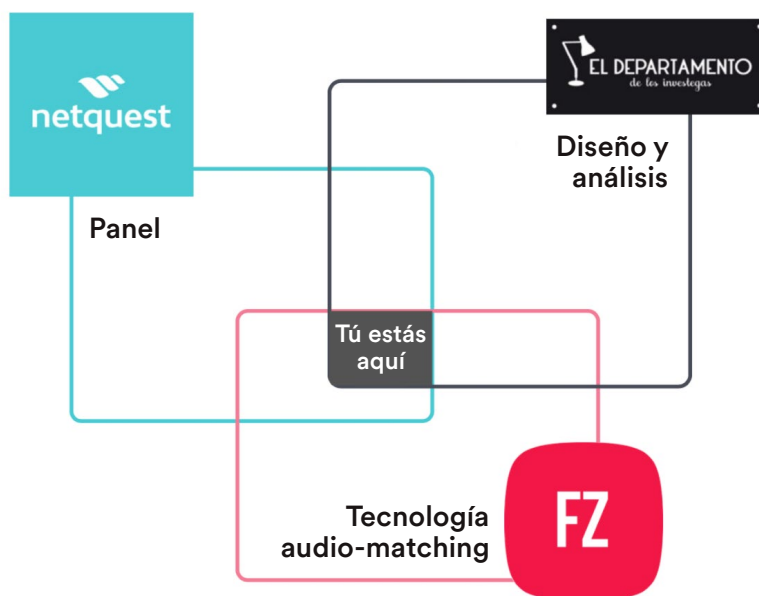 netquest
Panel
EL DEPARTAMENTO
de los investegas
Diseño y
análisis
Tú estás
aquí
Tecnología
audio-matching
FZ